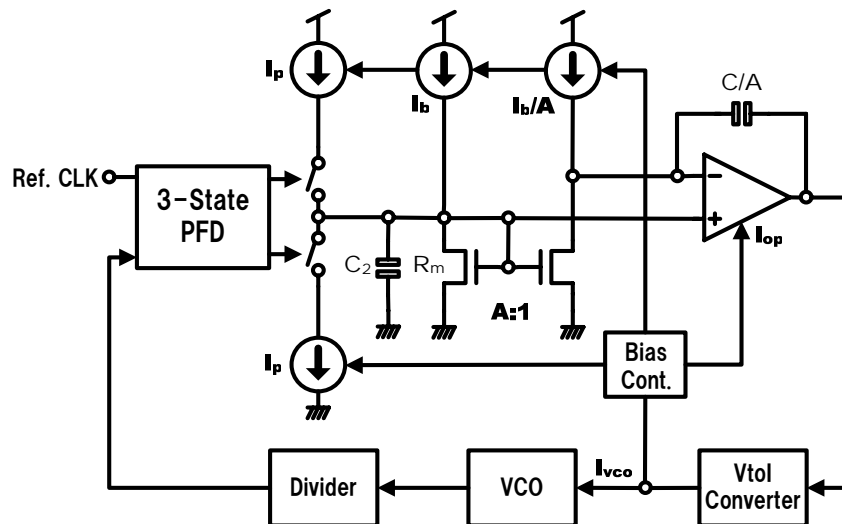 Ip
Ib
Ib/A
C/A
Ref. CLK
3-State
PFD
−
+
Iop
C2
Rm
A:1
Ip
Bias
Cont.
Divider
VCO
Ivco
VtoI
Converter